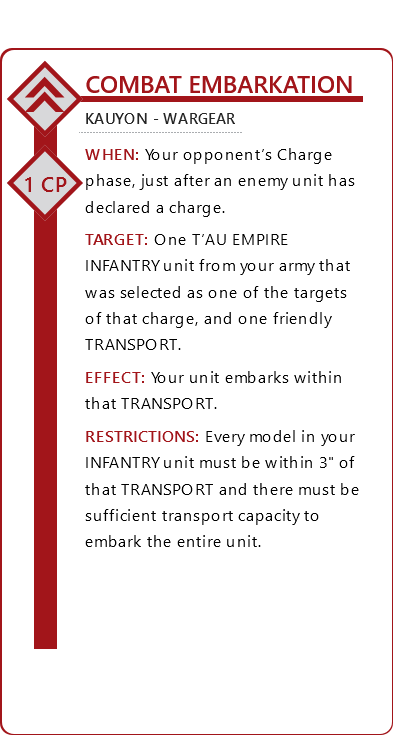 COMBAT EMBARKATION
KAUYON - WARGEAR
WHEN: Your opponent’s Charge
phase, just after an enemy unit has
declared a charge.
1 CP
TARGET: One T’AU EMPIRE
INFANTRY unit from your army that
was selected as one of the targets
of that charge, and one friendly
TRANSPORT.
EFFECT: Your unit embarks within
that TRANSPORT.
RESTRICTIONS: Every model in your
INFANTRY unit must be within 3" of
that TRANSPORT and there must be
sufficient transport capacity to
embark the entire unit.